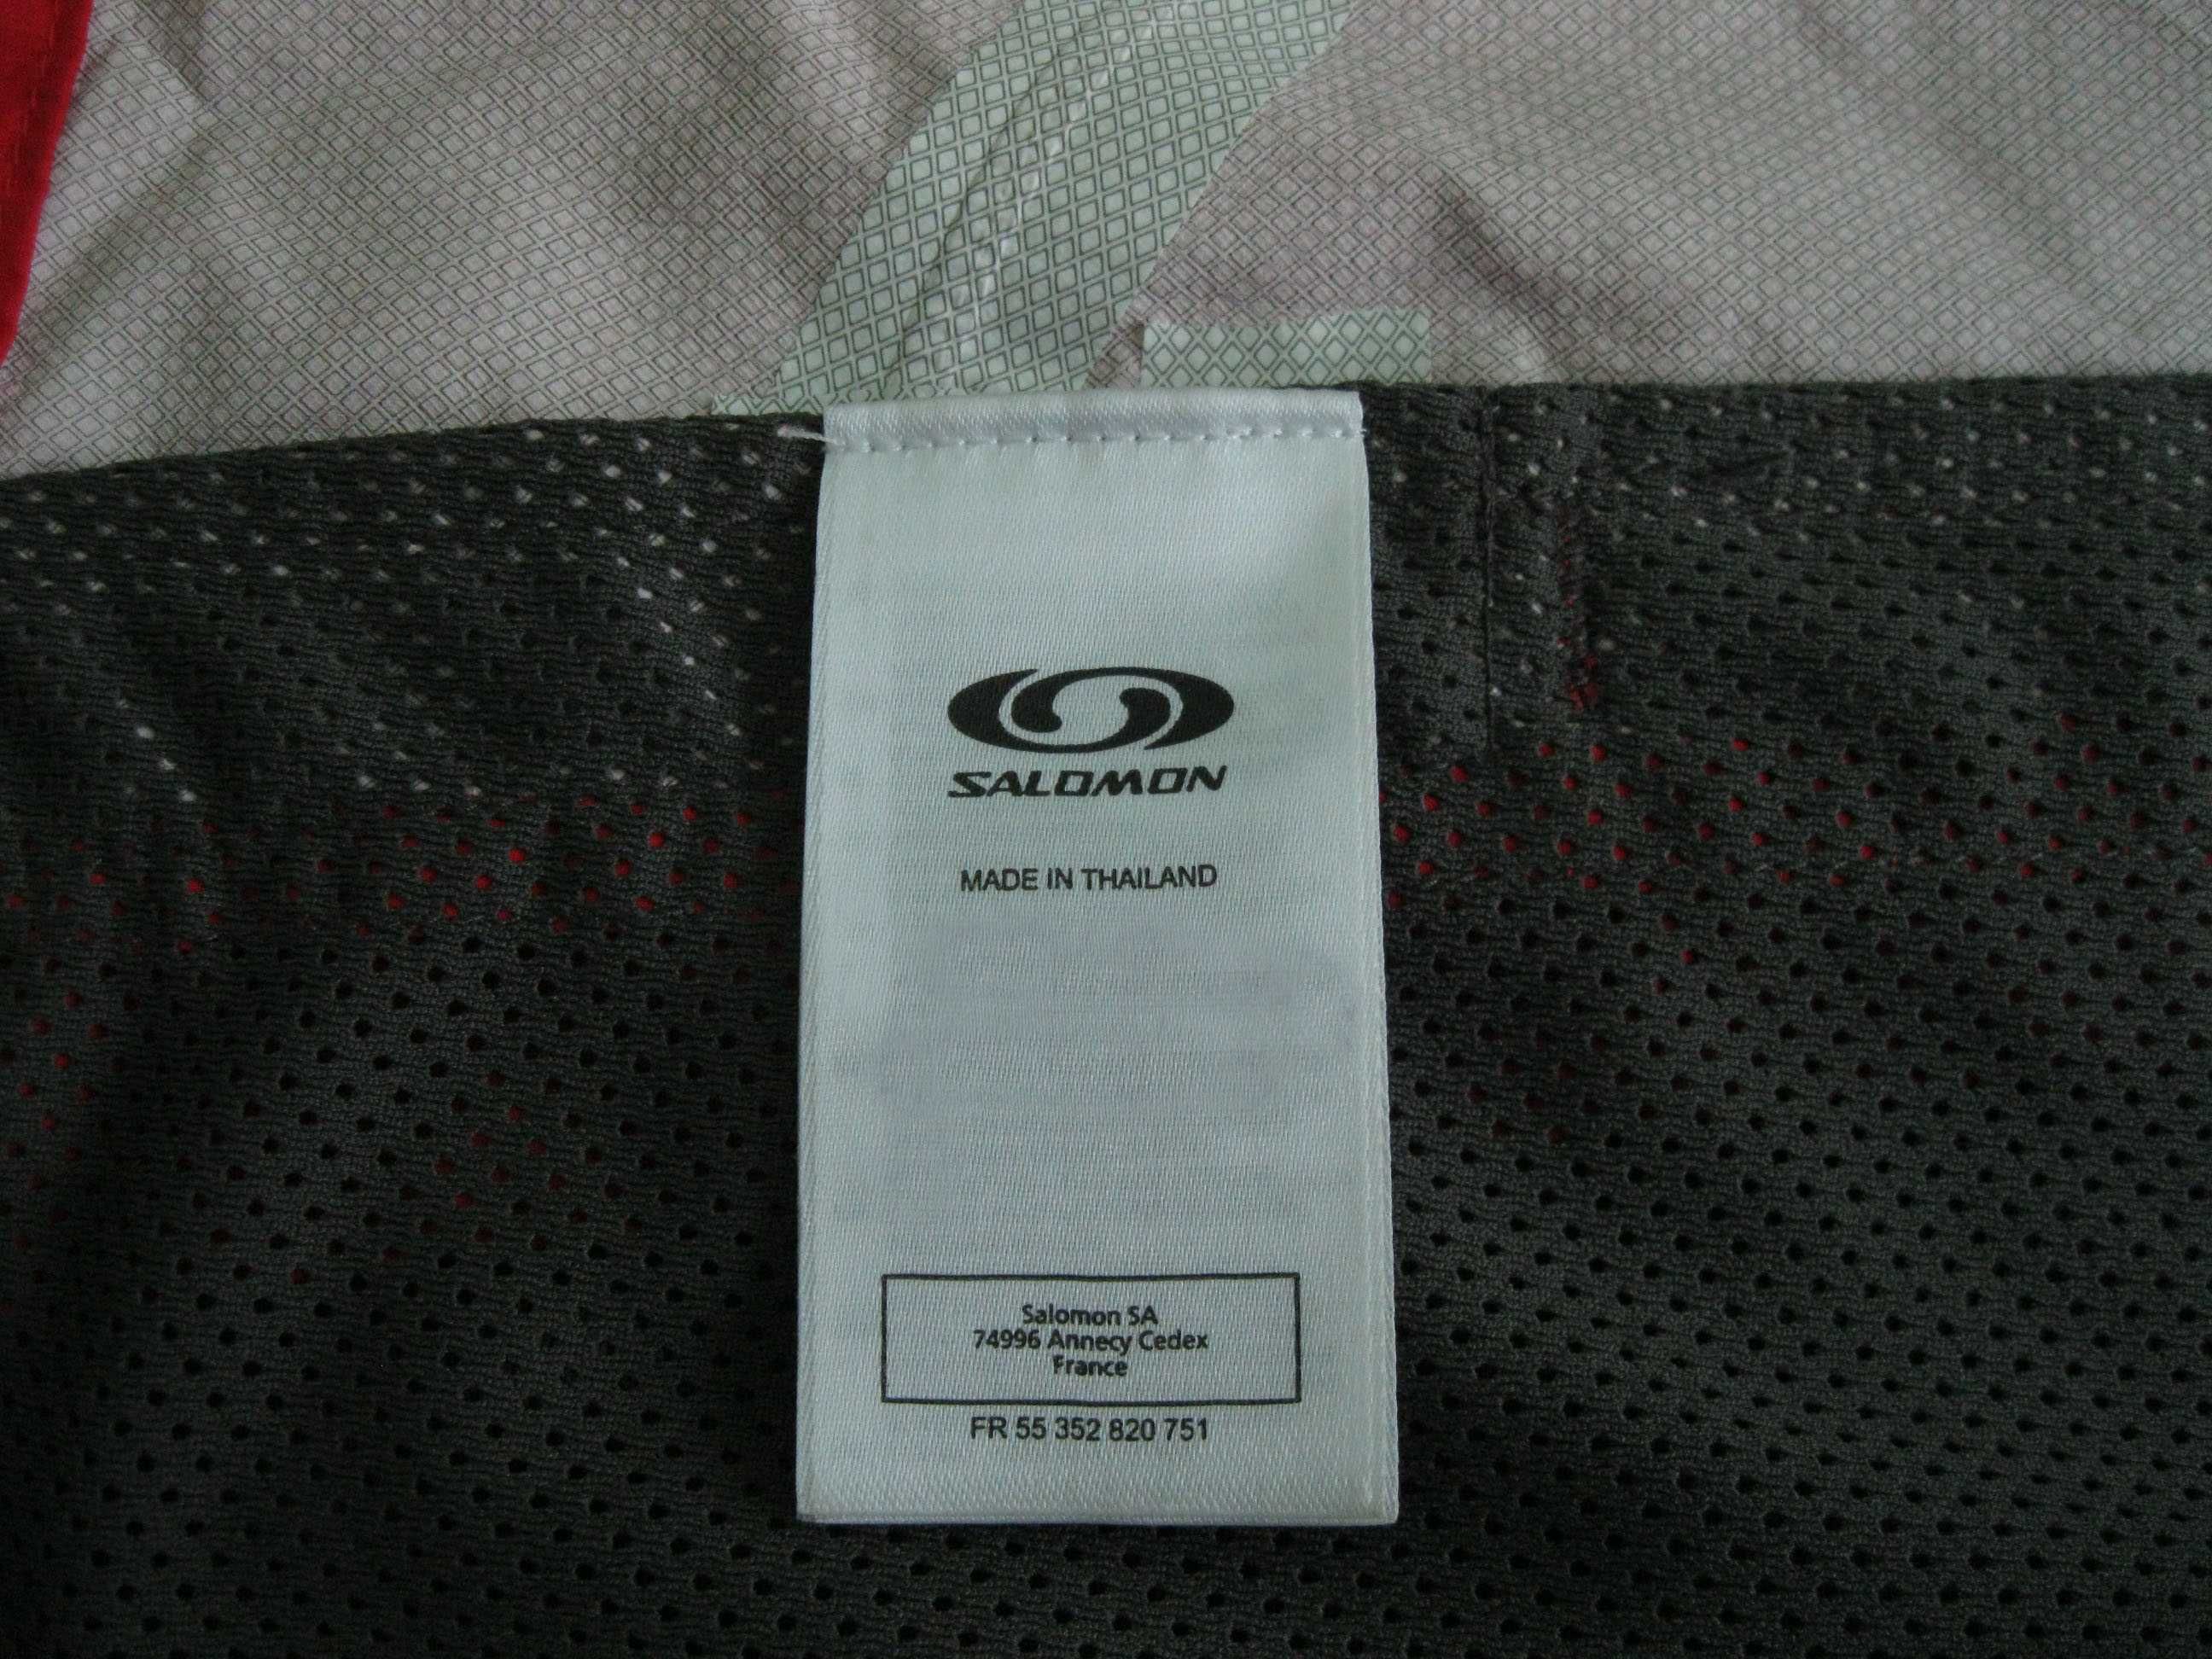 SALOMON
MADE IN THAILAND
Salomon SA
74996 Annecy Cedex
France
FR 55 352 820 751